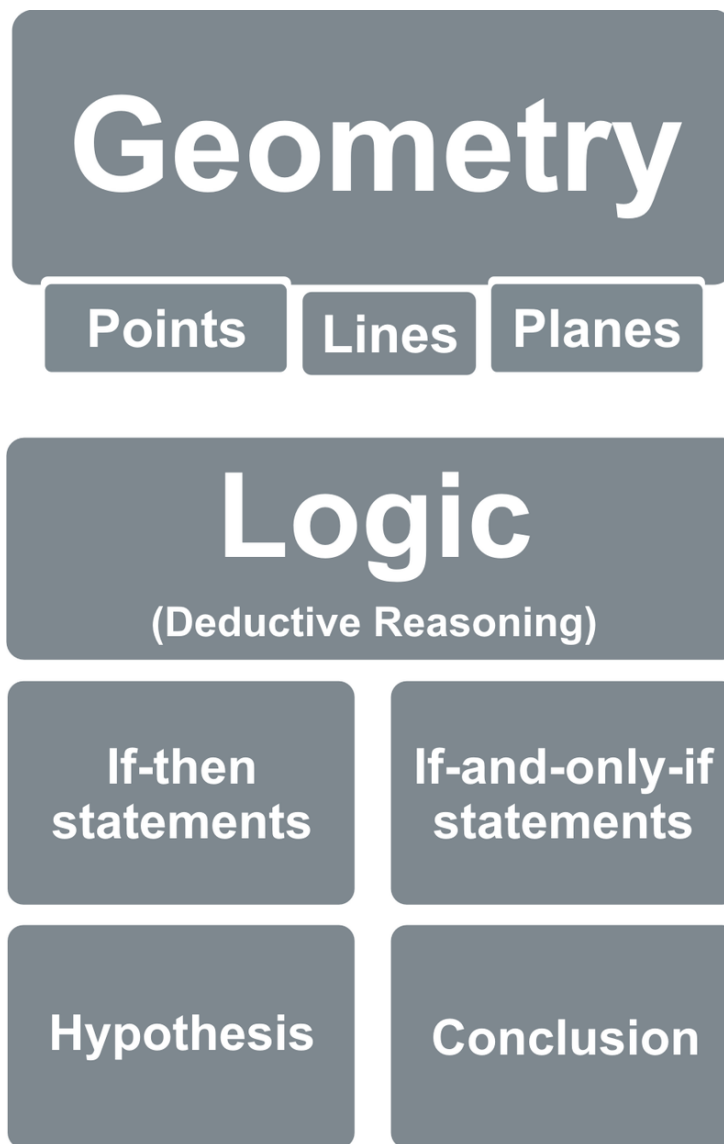 Geometry
Points
Lines
Planes
Logic
(Deductive Reasoning)
If-then
statements
If-and-only-if
statements
Hypothesis
Conclusion